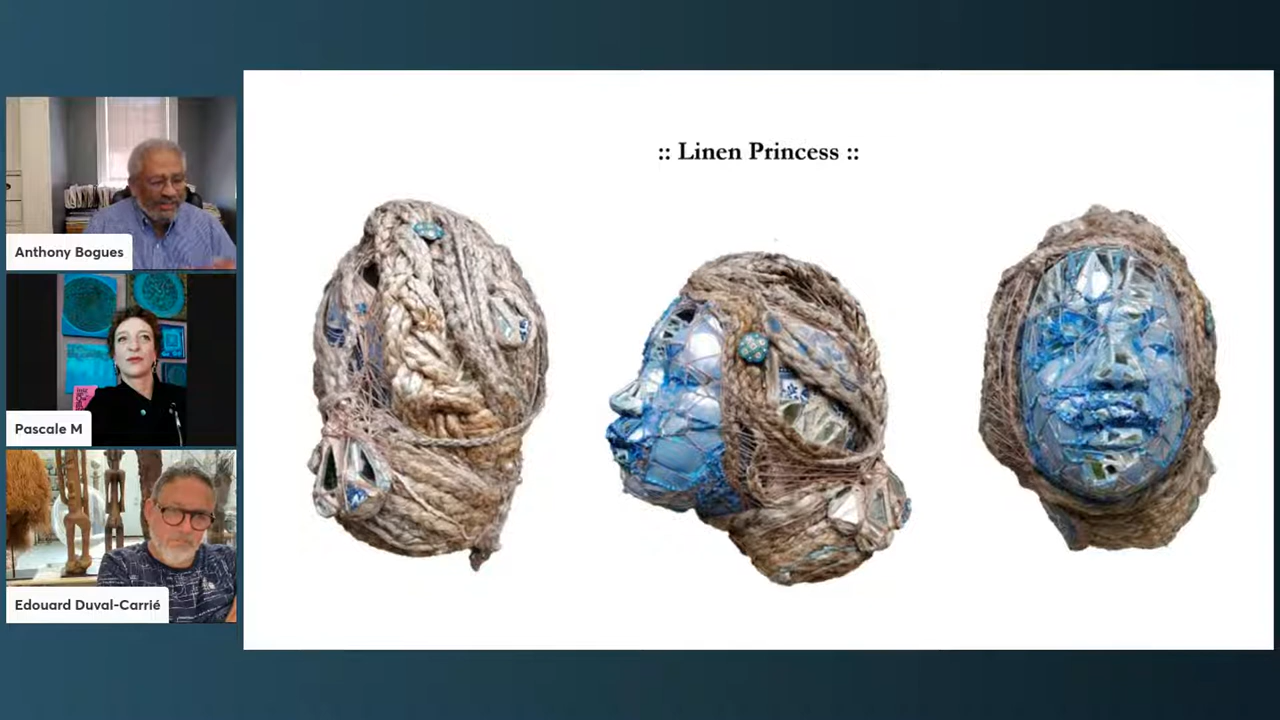 :: Linen Princess ::
Anthony Bogues
Pascale M
Edouard Duval-Carrié